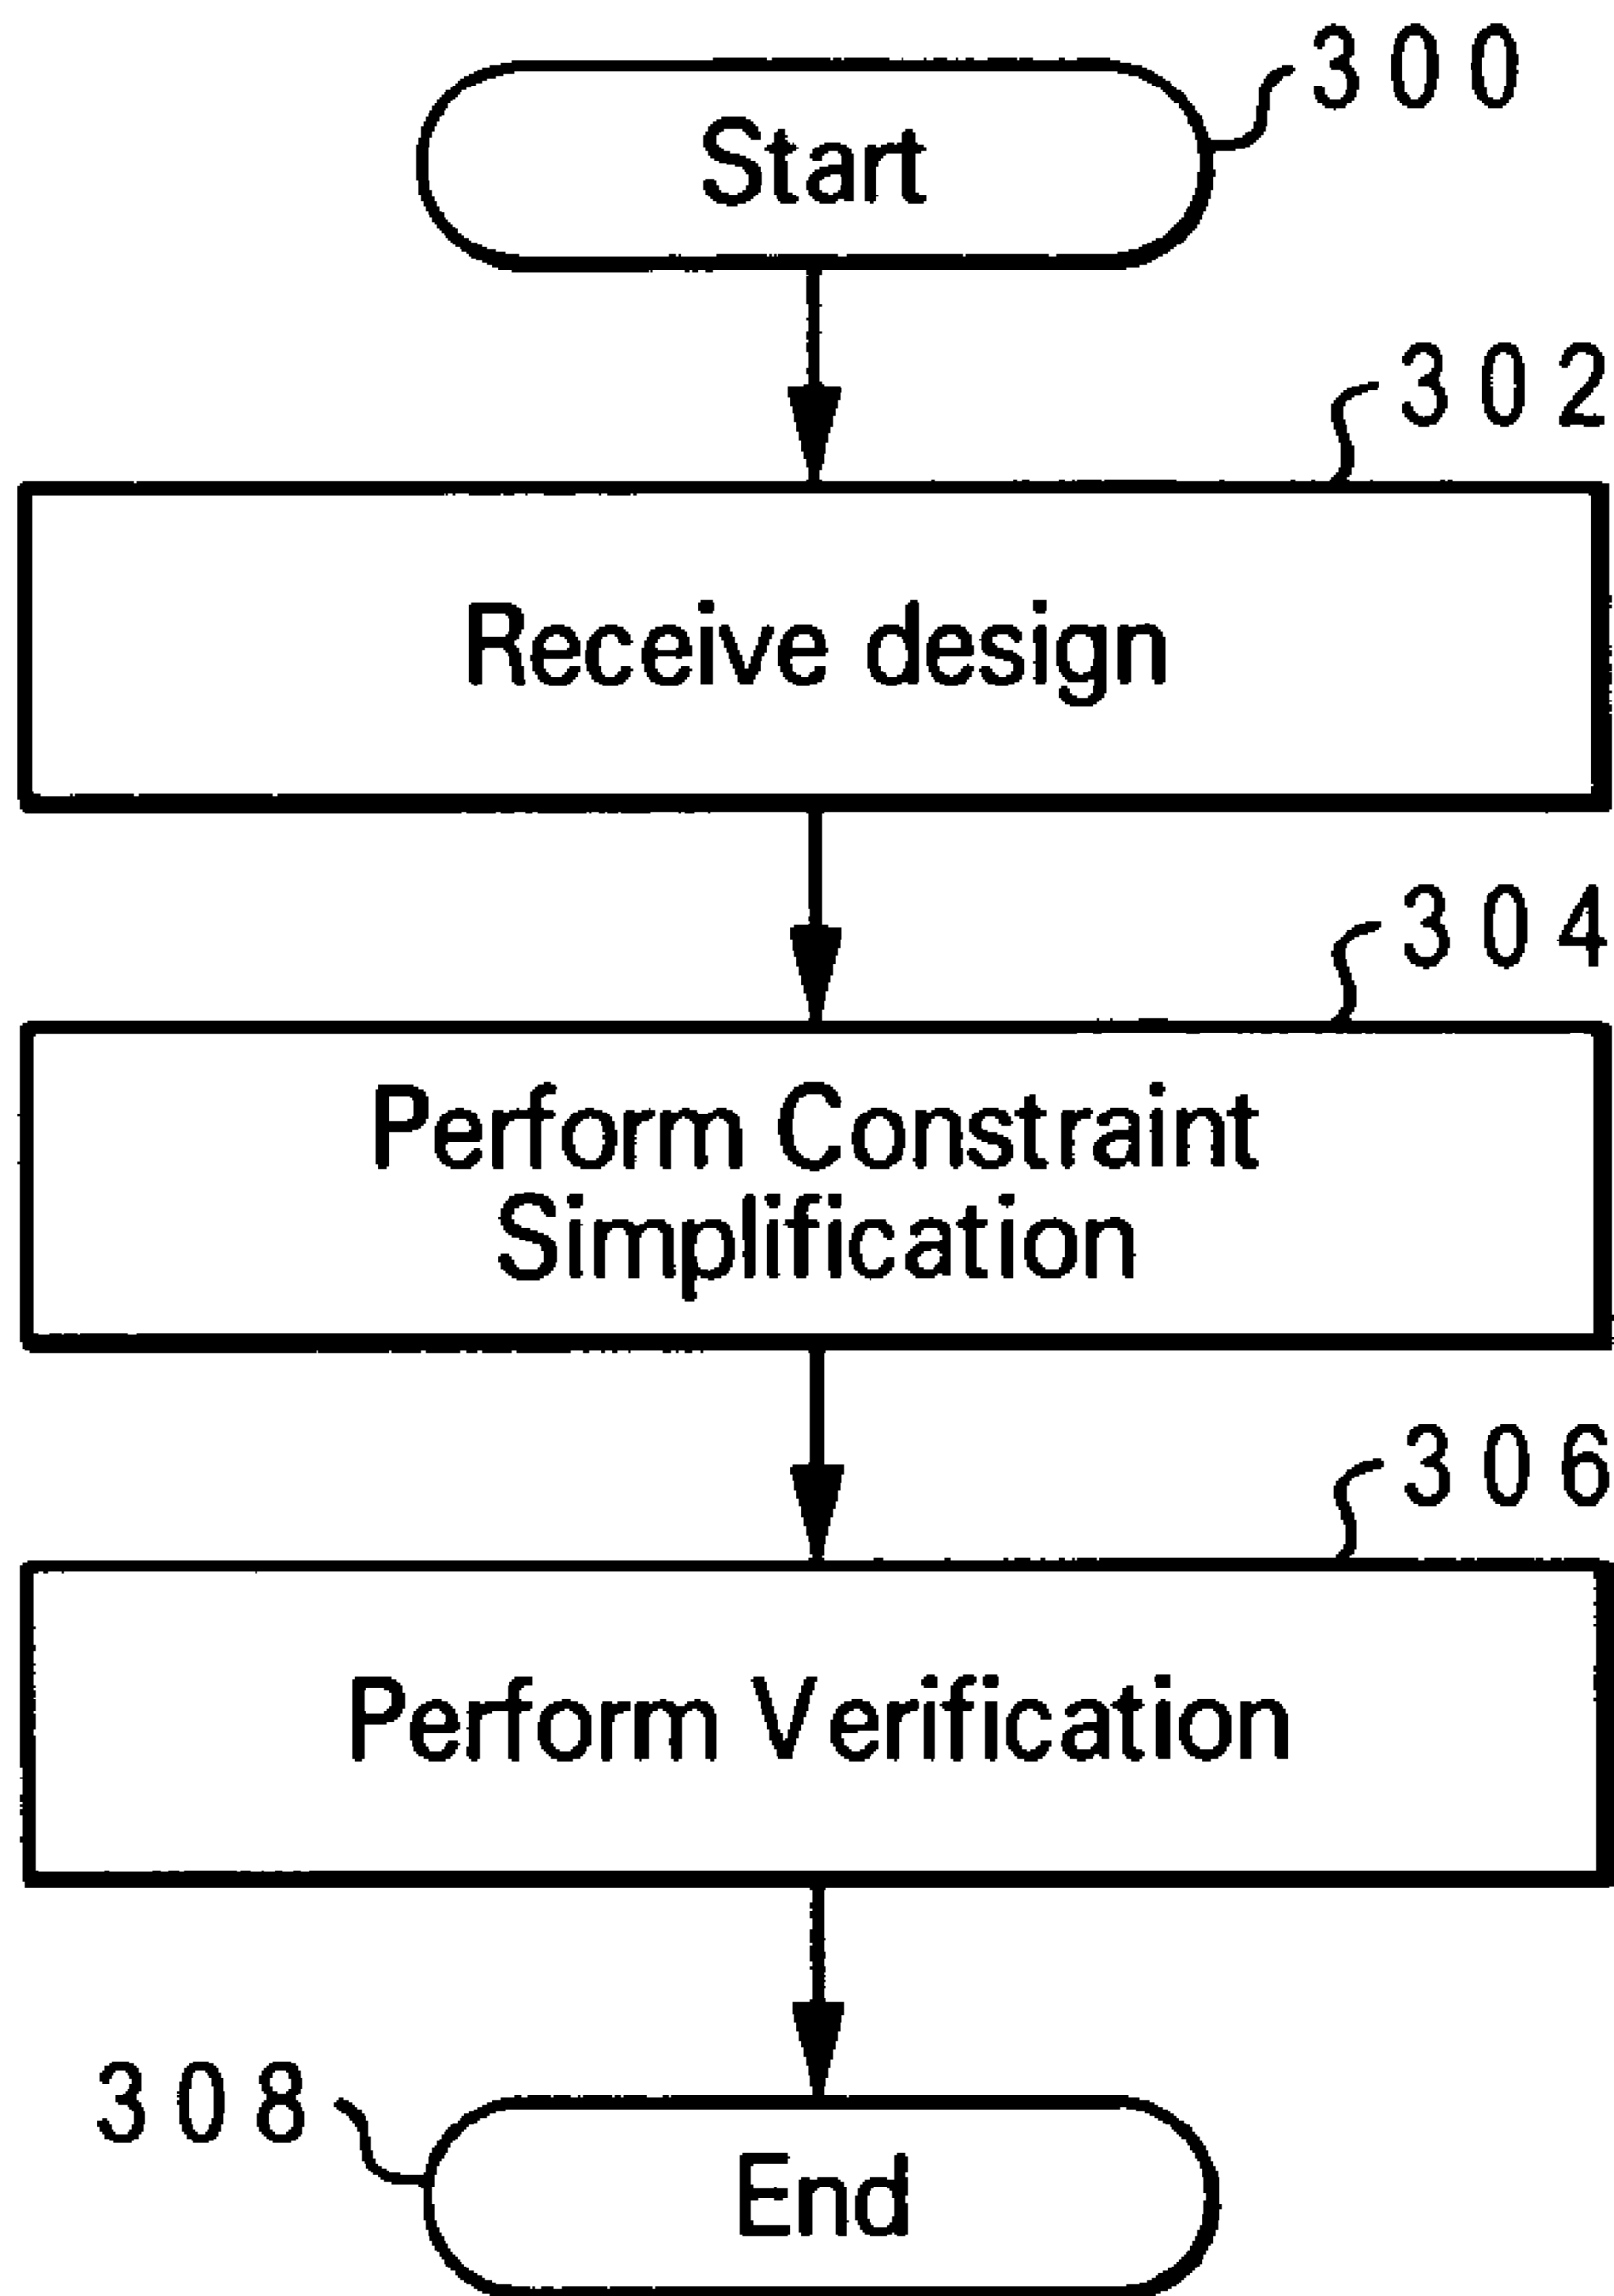 300
Start
302
Receive design
304
Perform Constraint
Simplification
306
Perform Verification
308
End